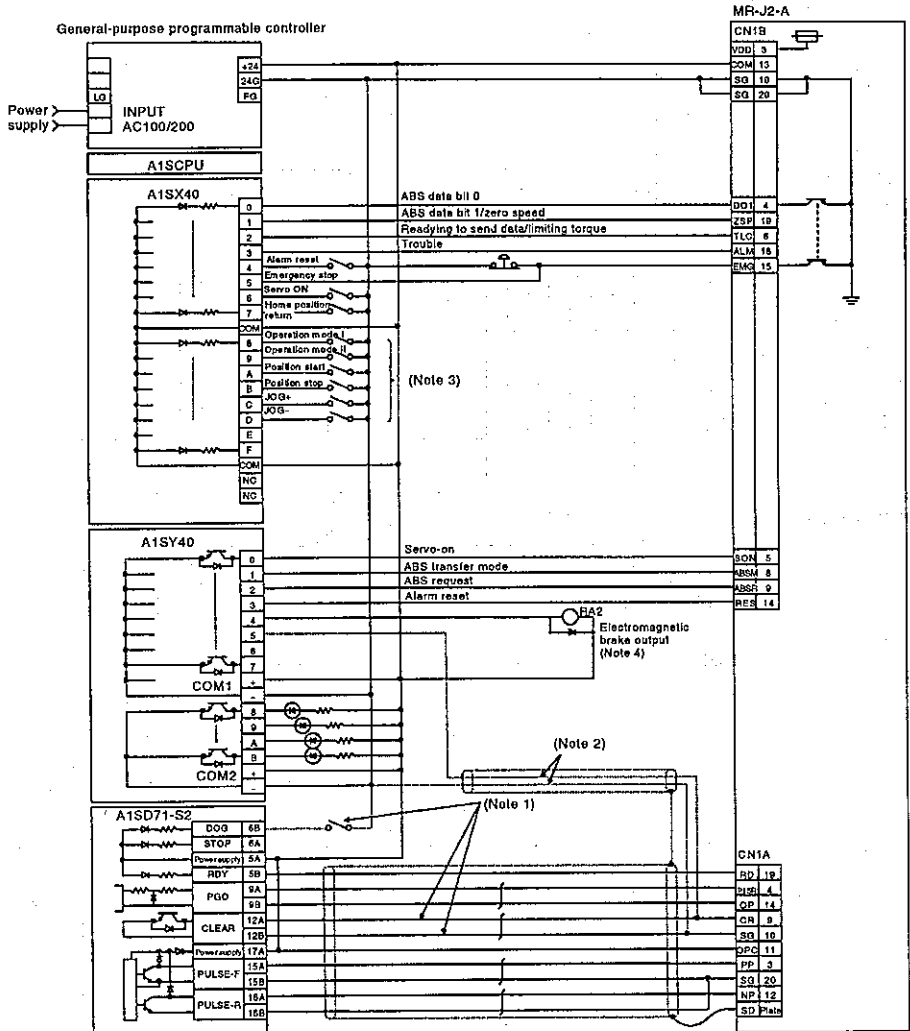 MR-J2-A
General-purpose programmable controller
CN1B
VDD 3
COM 13
SG 10
SG 20
+24
24G
FG
LG
Power supply
INPUT
AC100/200
A1SCPU
A1SX40
0
1
2
3
4
5
6
7
COM
8
9
A
B
C
D
E
F
COM
NC
NC
ABS data bit 0
ABS data bit 1/zero speed
Readying to send data/limiting torque
Trouble
Alarm reset
Emergency stop
Servo ON
Home position
return
Operation mode I
Operation mode II
Position start
Position stop
JOG+
JOG-
(Note 3)
DO1 4
ZSP 19
TLC 6
ALM 18
EMG 15
A1SY40
0
1
2
3
4
5
6
7
+
-
8
9
A
B
+
-
COM1
COM2
Servo-on
ABS transfer mode
ABS request
Alarm reset
RA2
Electromagnetic
brake output
(Note 4)
SON 5
ABSM 8
ABSR 9
RES 14
(Note 2)
(Note 1)
A1SD71-S2
DOG 6B
STOP 6A
Power supply 5A
RDY 5B
PGO 9A
9B
CLEAR 12A
12B
Power supply 17A
PULSE-F 15A
15B
PULSE-R 16A
16B
CN1A
RD 19
P15R 4
OP 14
CR 8
SG 10
OPC 11
PP 3
SG 20
NP 12
SD Plate